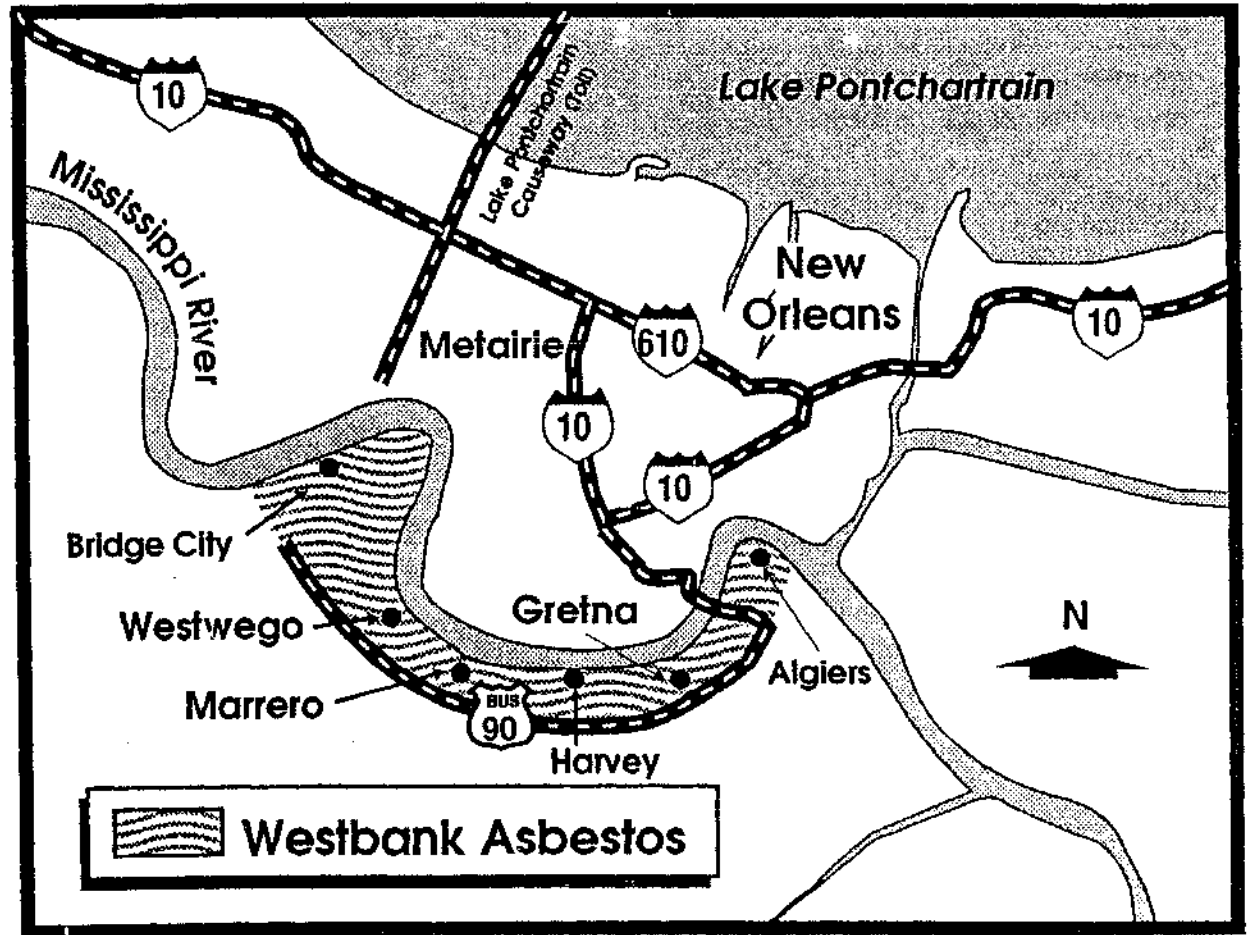 10
Lake Pontchartrain
Lake Pontchartrain
Causeway (Toll)
Mississippi River
New
Orleans
Metairie
610
10
10
10
Bridge City
Westwego
Gretna
Marrero
BUS
90
Harvey
Algiers
N
Westbank Asbestos